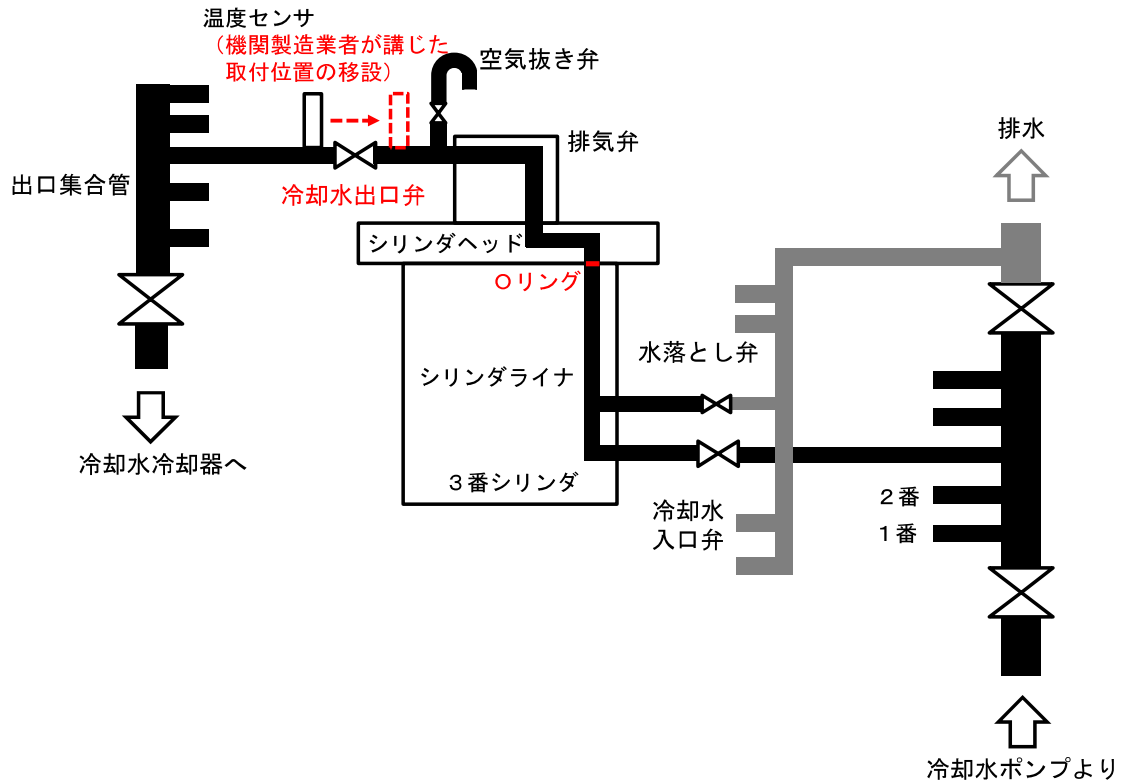 温度センサ
（機関製造業者が講じた
取付位置の移設）
空気抜き弁
排気弁
排水
出口集合管
冷却水出口弁
シリンダヘッド
Oリング
水落とし弁
シリンダライナ
冷却水冷却器へ
３番シリンダ
冷却水
入口弁
２番
１番
冷却水ポンプより